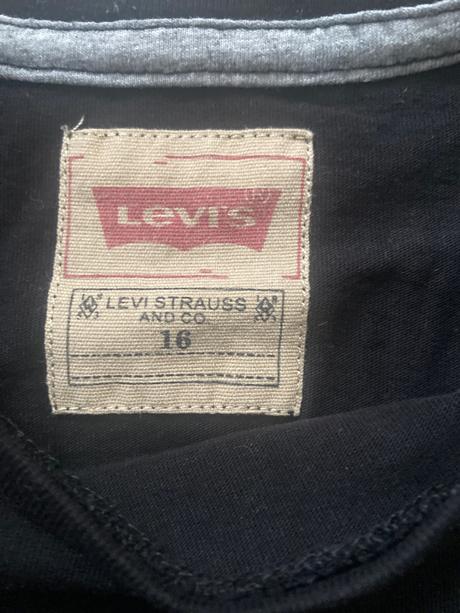 LEVI'S
LEVI STRAUSS
AND CO
16